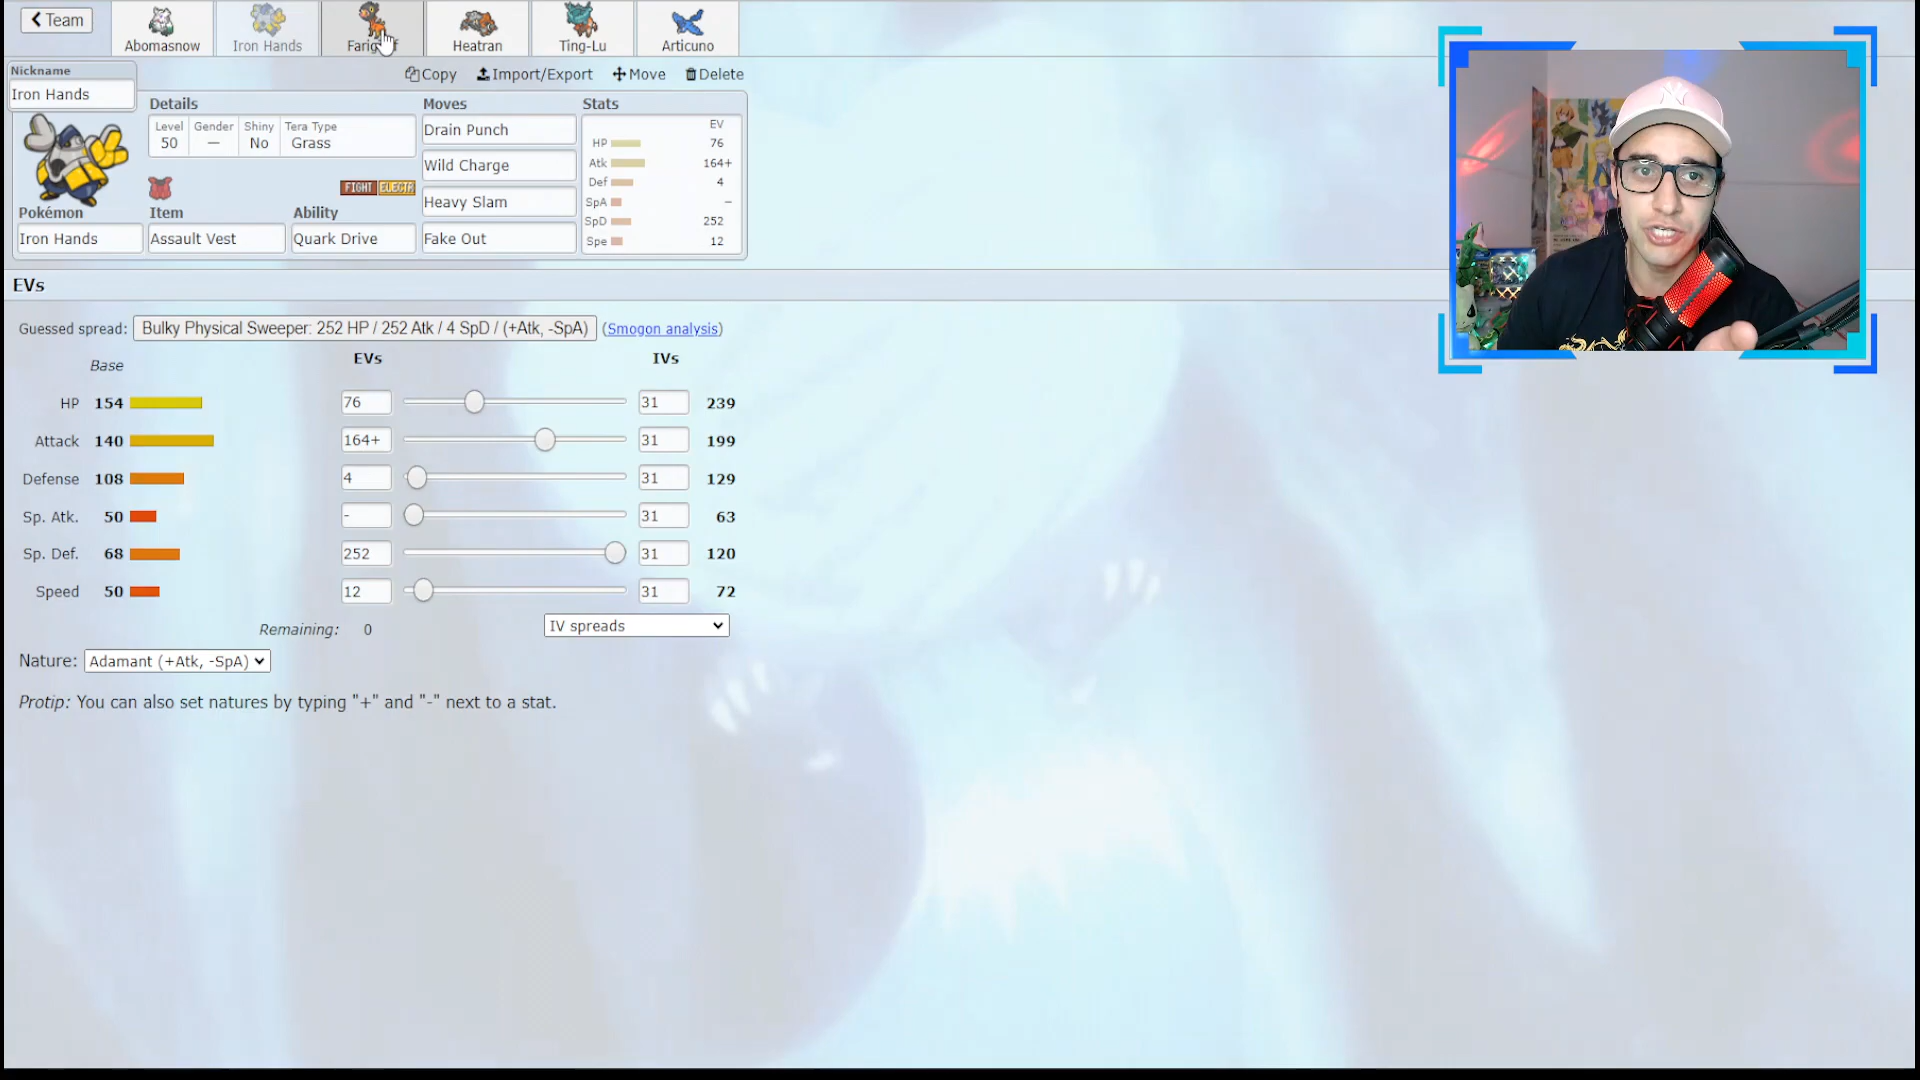 Team
Abomasnow
Iron Hands
Farig f
Heatran
Ting-Lu
Articuno
Copy
Import/Export
Move
Delete
Nickname
Iron Hands
Details
Moves
Stats
Level
50
Gender
—
Shiny
No
Tera Type
Grass
Drain Punch
Wild Charge
Heavy Slam
Fake Out
EV
HP 76
Atk 164+
Def 4
SpA –
SpD 252
Spe 12
FIGHT ELECTR
Pokémon
Item
Ability
Iron Hands
Assault Vest
Quark Drive
EVs
Guessed spread: Bulky Physical Sweeper: 252 HP / 252 Atk / 4 SpD / (+Atk, -SpA) (Smogon analysis)
Base EVs IVs
HP 154 76 31 239
Attack 140 164+ 31 199
Defense 108 4 31 129
Sp. Atk. 50 - 31 63
Sp. Def. 68 252 31 120
Speed 50 12 31 72
Remaining: 0 IV spreads
Nature: Adamant (+Atk, -SpA)
Protip: You can also set natures by typing "+" and "-" next to a stat.